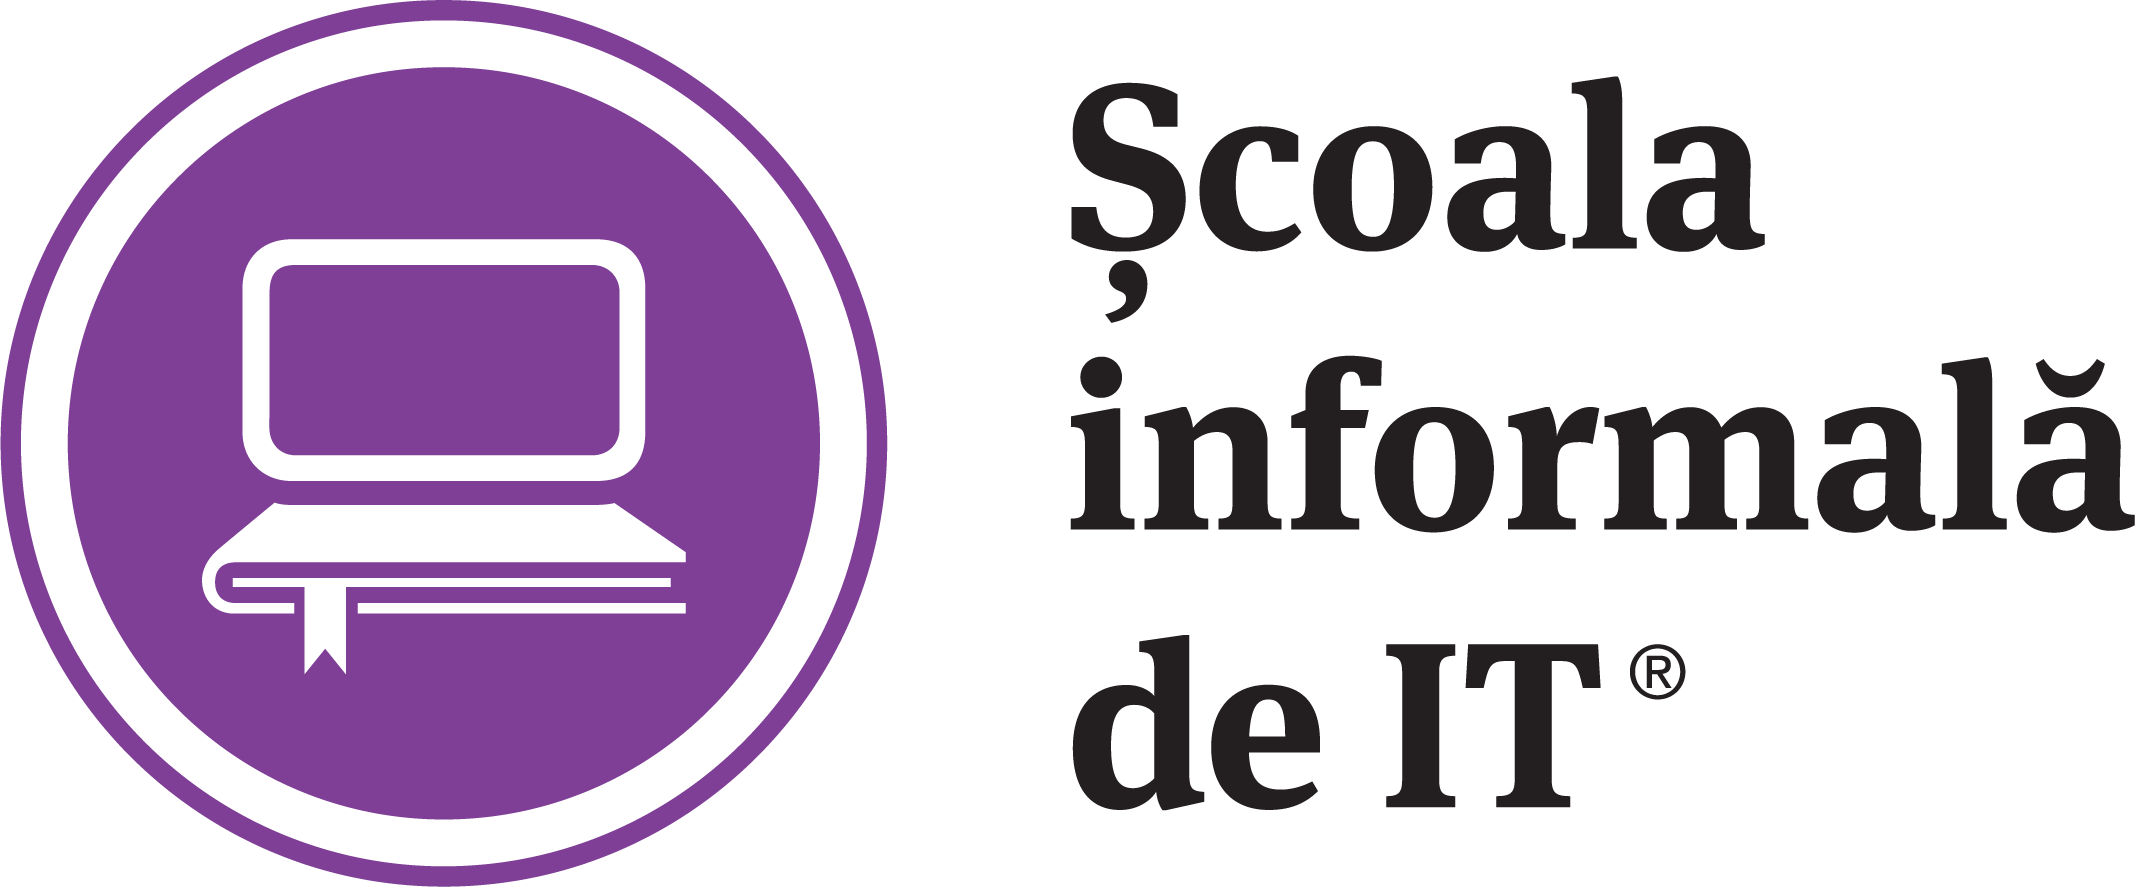 Școala
informală
de IT ®